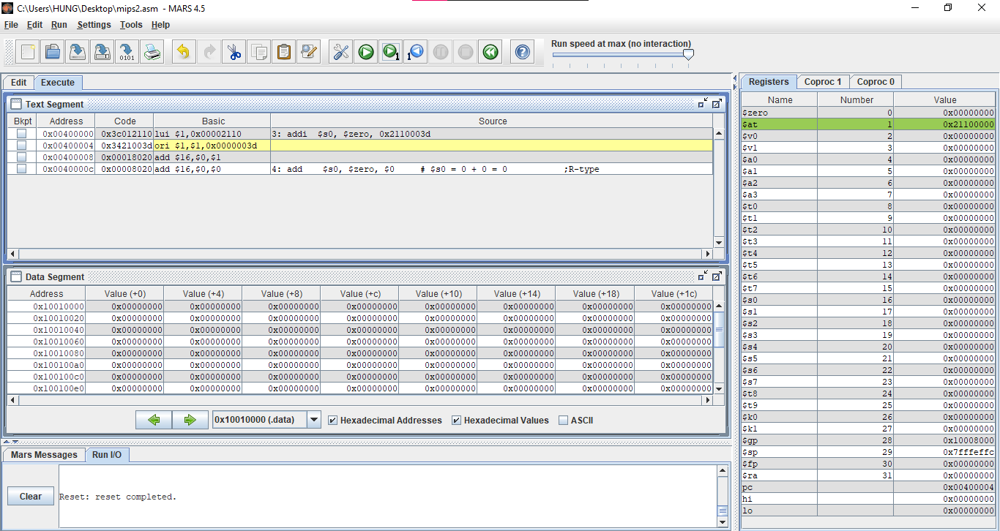 C:\Users\HUNG\Desktop\mips2.asm - MARS 4.5
File Edit Run Settings Tools Help
Run speed at max (no interaction)
Edit Execute
Text Segment
Bkpt Address Code Basic Source
0x00400000 0x3c012110 lui $1,0x00002110 3: addi $s0, $zero, 0x2110003d
0x00400004 0x3421003d ori $1,$1,0x0000003d
0x00400008 0x00018020 add $16,$0,$1
0x0040000c 0x00008020 add $16,$0,$0 4: add $s0, $zero, $0 # $s0 = 0 + 0 = 0 ;R-type
Data Segment
Address Value (+0) Value (+4) Value (+8) Value (+c) Value (+10) Value (+14) Value (+18) Value (+1c)
0x10010000 0x00000000 0x00000000 0x00000000 0x00000000 0x00000000 0x00000000 0x00000000 0x00000000
0x10010020 0x00000000 0x00000000 0x00000000 0x00000000 0x00000000 0x00000000 0x00000000 0x00000000
0x10010040 0x00000000 0x00000000 0x00000000 0x00000000 0x00000000 0x00000000 0x00000000 0x00000000
0x10010060 0x00000000 0x00000000 0x00000000 0x00000000 0x00000000 0x00000000 0x00000000 0x00000000
0x10010080 0x00000000 0x00000000 0x00000000 0x00000000 0x00000000 0x00000000 0x00000000 0x00000000
0x100100a0 0x00000000 0x00000000 0x00000000 0x00000000 0x00000000 0x00000000 0x00000000 0x00000000
0x100100c0 0x00000000 0x00000000 0x00000000 0x00000000 0x00000000 0x00000000 0x00000000 0x00000000
0x100100e0 0x00000000 0x00000000 0x00000000 0x00000000 0x00000000 0x00000000 0x00000000 0x00000000
0x10010000 (.data) Hexadecimal Addresses Hexadecimal Values ASCII
Mars Messages Run I/O
Clear
Reset: reset completed.
Registers Coproc 1 Coproc 0
Name Number Value
$zero 0 0x00000000
$at 1 0x21100000
$v0 2 0x00000000
$v1 3 0x00000000
$a0 4 0x00000000
$a1 5 0x00000000
$a2 6 0x00000000
$a3 7 0x00000000
$t0 8 0x00000000
$t1 9 0x00000000
$t2 10 0x00000000
$t3 11 0x00000000
$t4 12 0x00000000
$t5 13 0x00000000
$t6 14 0x00000000
$t7 15 0x00000000
$s0 16 0x00000000
$s1 17 0x00000000
$s2 18 0x00000000
$s3 19 0x00000000
$s4 20 0x00000000
$s5 21 0x00000000
$s6 22 0x00000000
$s7 23 0x00000000
$t8 24 0x00000000
$t9 25 0x00000000
$k0 26 0x00000000
$k1 27 0x00000000
$gp 28 0x10008000
$sp 29 0x7fffeffc
$fp 30 0x00000000
$ra 31 0x00000000
pc 0x00400004
hi 0x00000000
lo 0x00000000